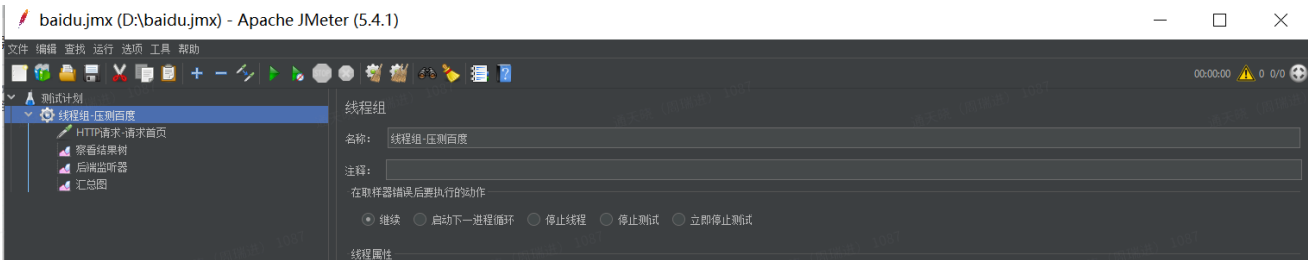 baidu.jmx (D:\baidu.jmx) - Apache JMeter (5.4.1)
文件 编辑 查找 运行 选项 工具 帮助
00:00:00 0 0/0
测试计划
线程组-压测百度
HTTP请求-请求首页
察看结果树
后端监听器
汇总图
线程组
名称： 线程组-压测百度
注释：
在取样器错误后要执行的动作
继续 启动下一进程循环 停止线程 停止测试 立即停止测试
线程属性